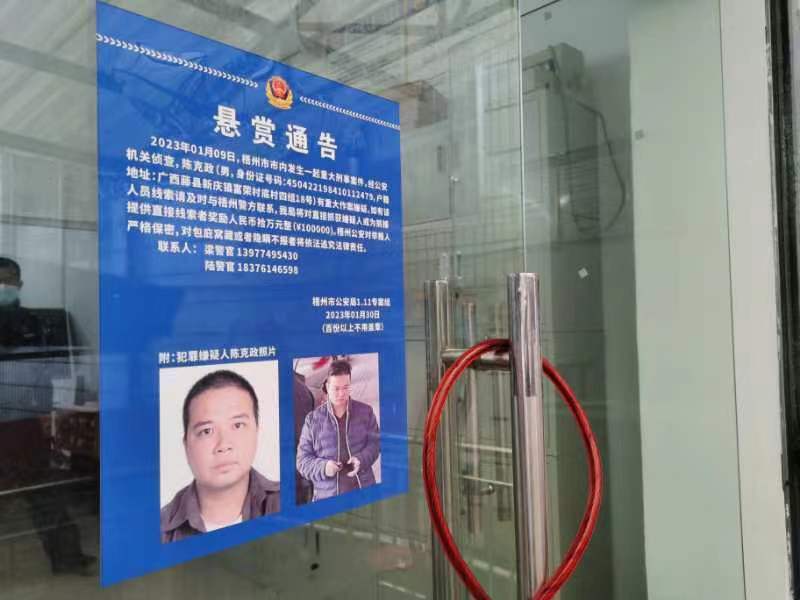 悬赏通告
2023年01月09日，梧州市市内发生一起重大刑事案件，经公安
机关侦查，陈克政（男，身份证号码：450422198410112479，户籍
地址：广西藤县新庆镇富荣村底村四组18号）有重大作案嫌疑，如有该
人员线索请及时与梧州警方联系，我局将对直接抓获嫌疑人或为抓捕
提供直接线索者奖励人民币拾万元整（¥100000）。梧州公安对举报人
严格保密，对包庇窝藏或者隐瞒不报者将依法追究法律责任。
联系人：梁警官 13977495430
陆警官 18376146598
梧州市公安局1.11专案组
2023年01月30日
（百份以上不用盖章）
附：犯罪嫌疑人陈克政照片